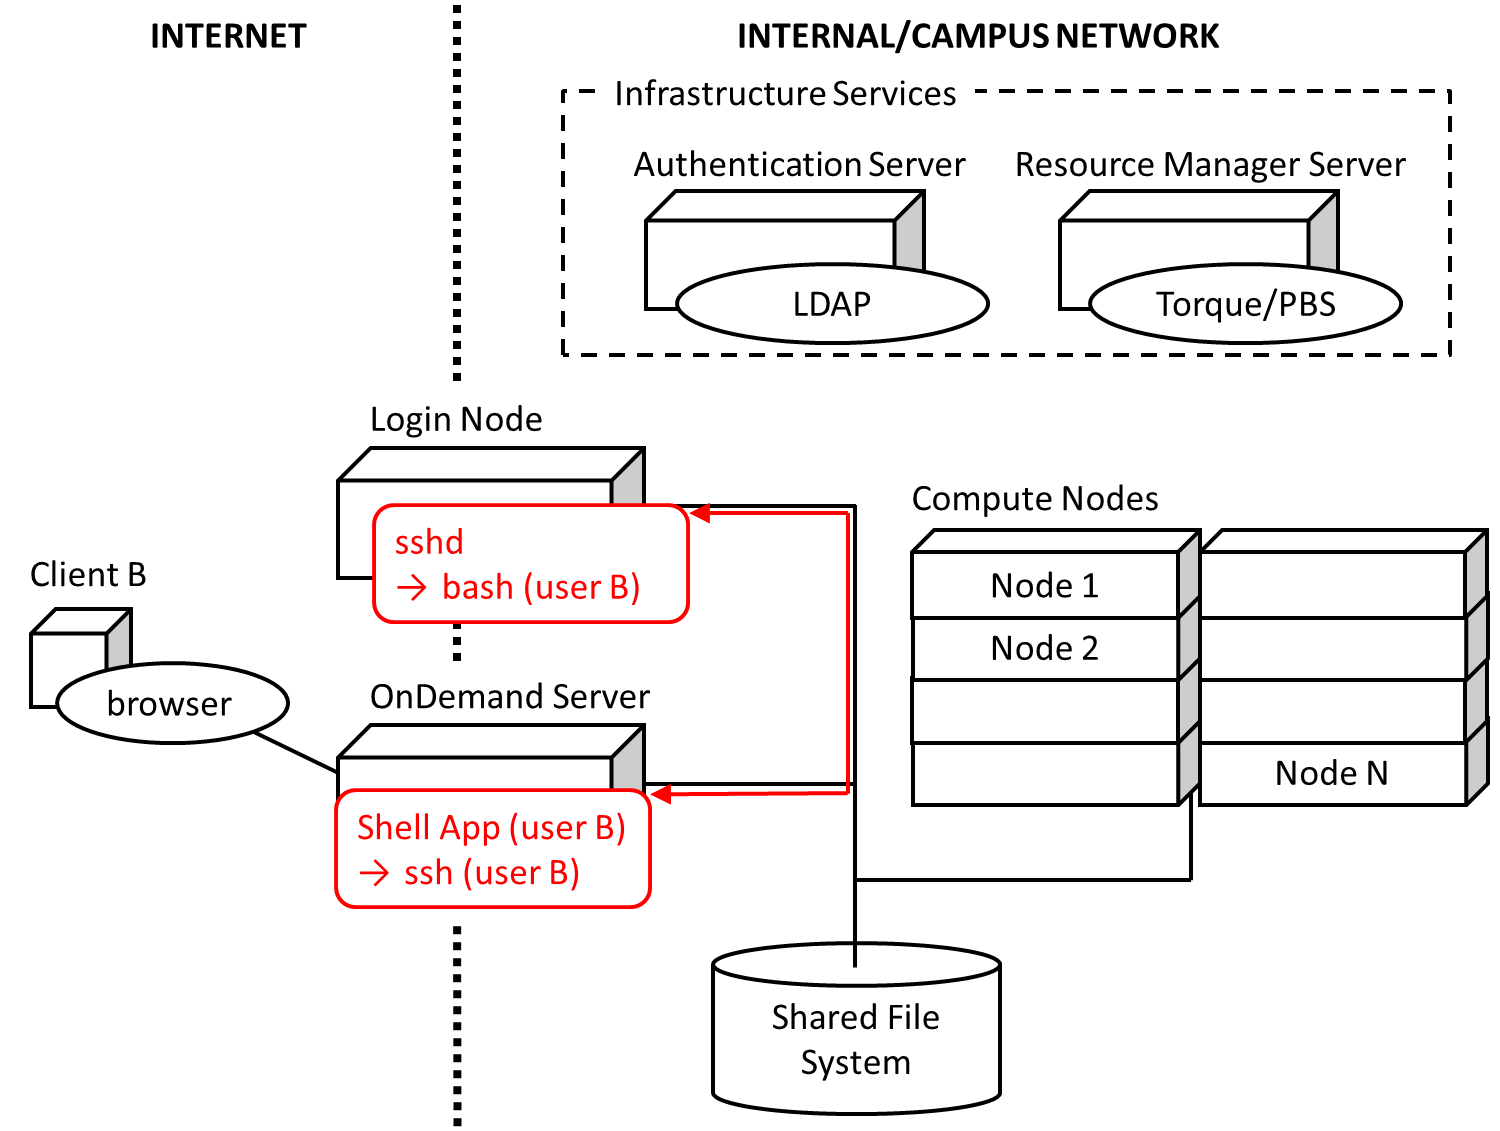 INTERNET
INTERNAL/CAMPUS NETWORK
Infrastructure Services
Authentication Server
Resource Manager Server
LDAP
Torque/PBS
Login Node
sshd
→ bash (user B)
Compute Nodes
Node 1
Node 2
Node N
Client B
browser
OnDemand Server
Shell App (user B)
→ ssh (user B)
Shared File
System